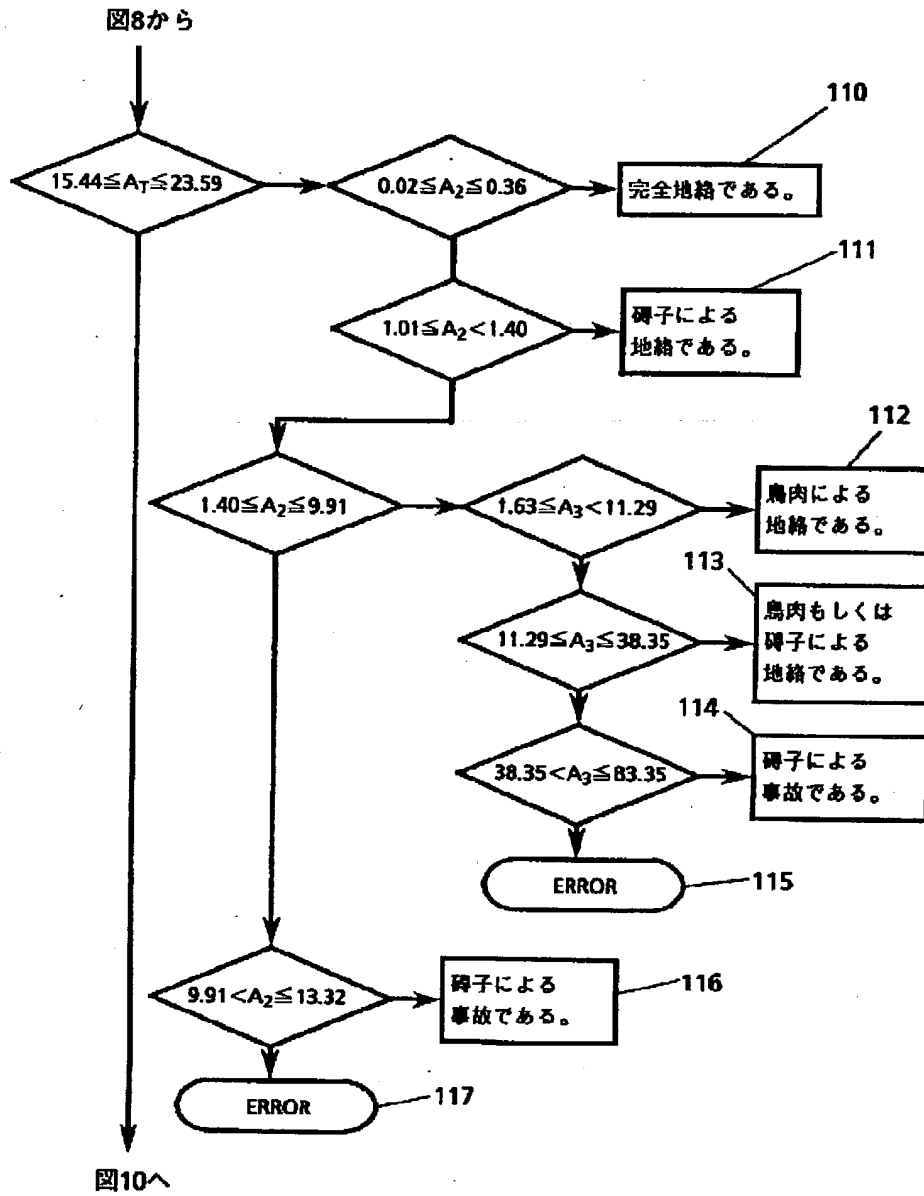 図8から
110
15.44≦AT≦23.59
0.02≦A2≦0.36
完全地絡である。
111
1.01≦A2<1.40
碍子による
地絡である。
112
1.40≦A2≦9.91
1.63≦A3<11.29
鳥肉による
地絡である。
113
11.29≦A3≦38.35
鳥肉もしくは
碍子による
地絡である。
114
38.35<A3≦83.35
碍子による
事故である。
ERROR
115
9.91<A2≦13.32
碍子による
事故である。
116
ERROR
117
図10へ